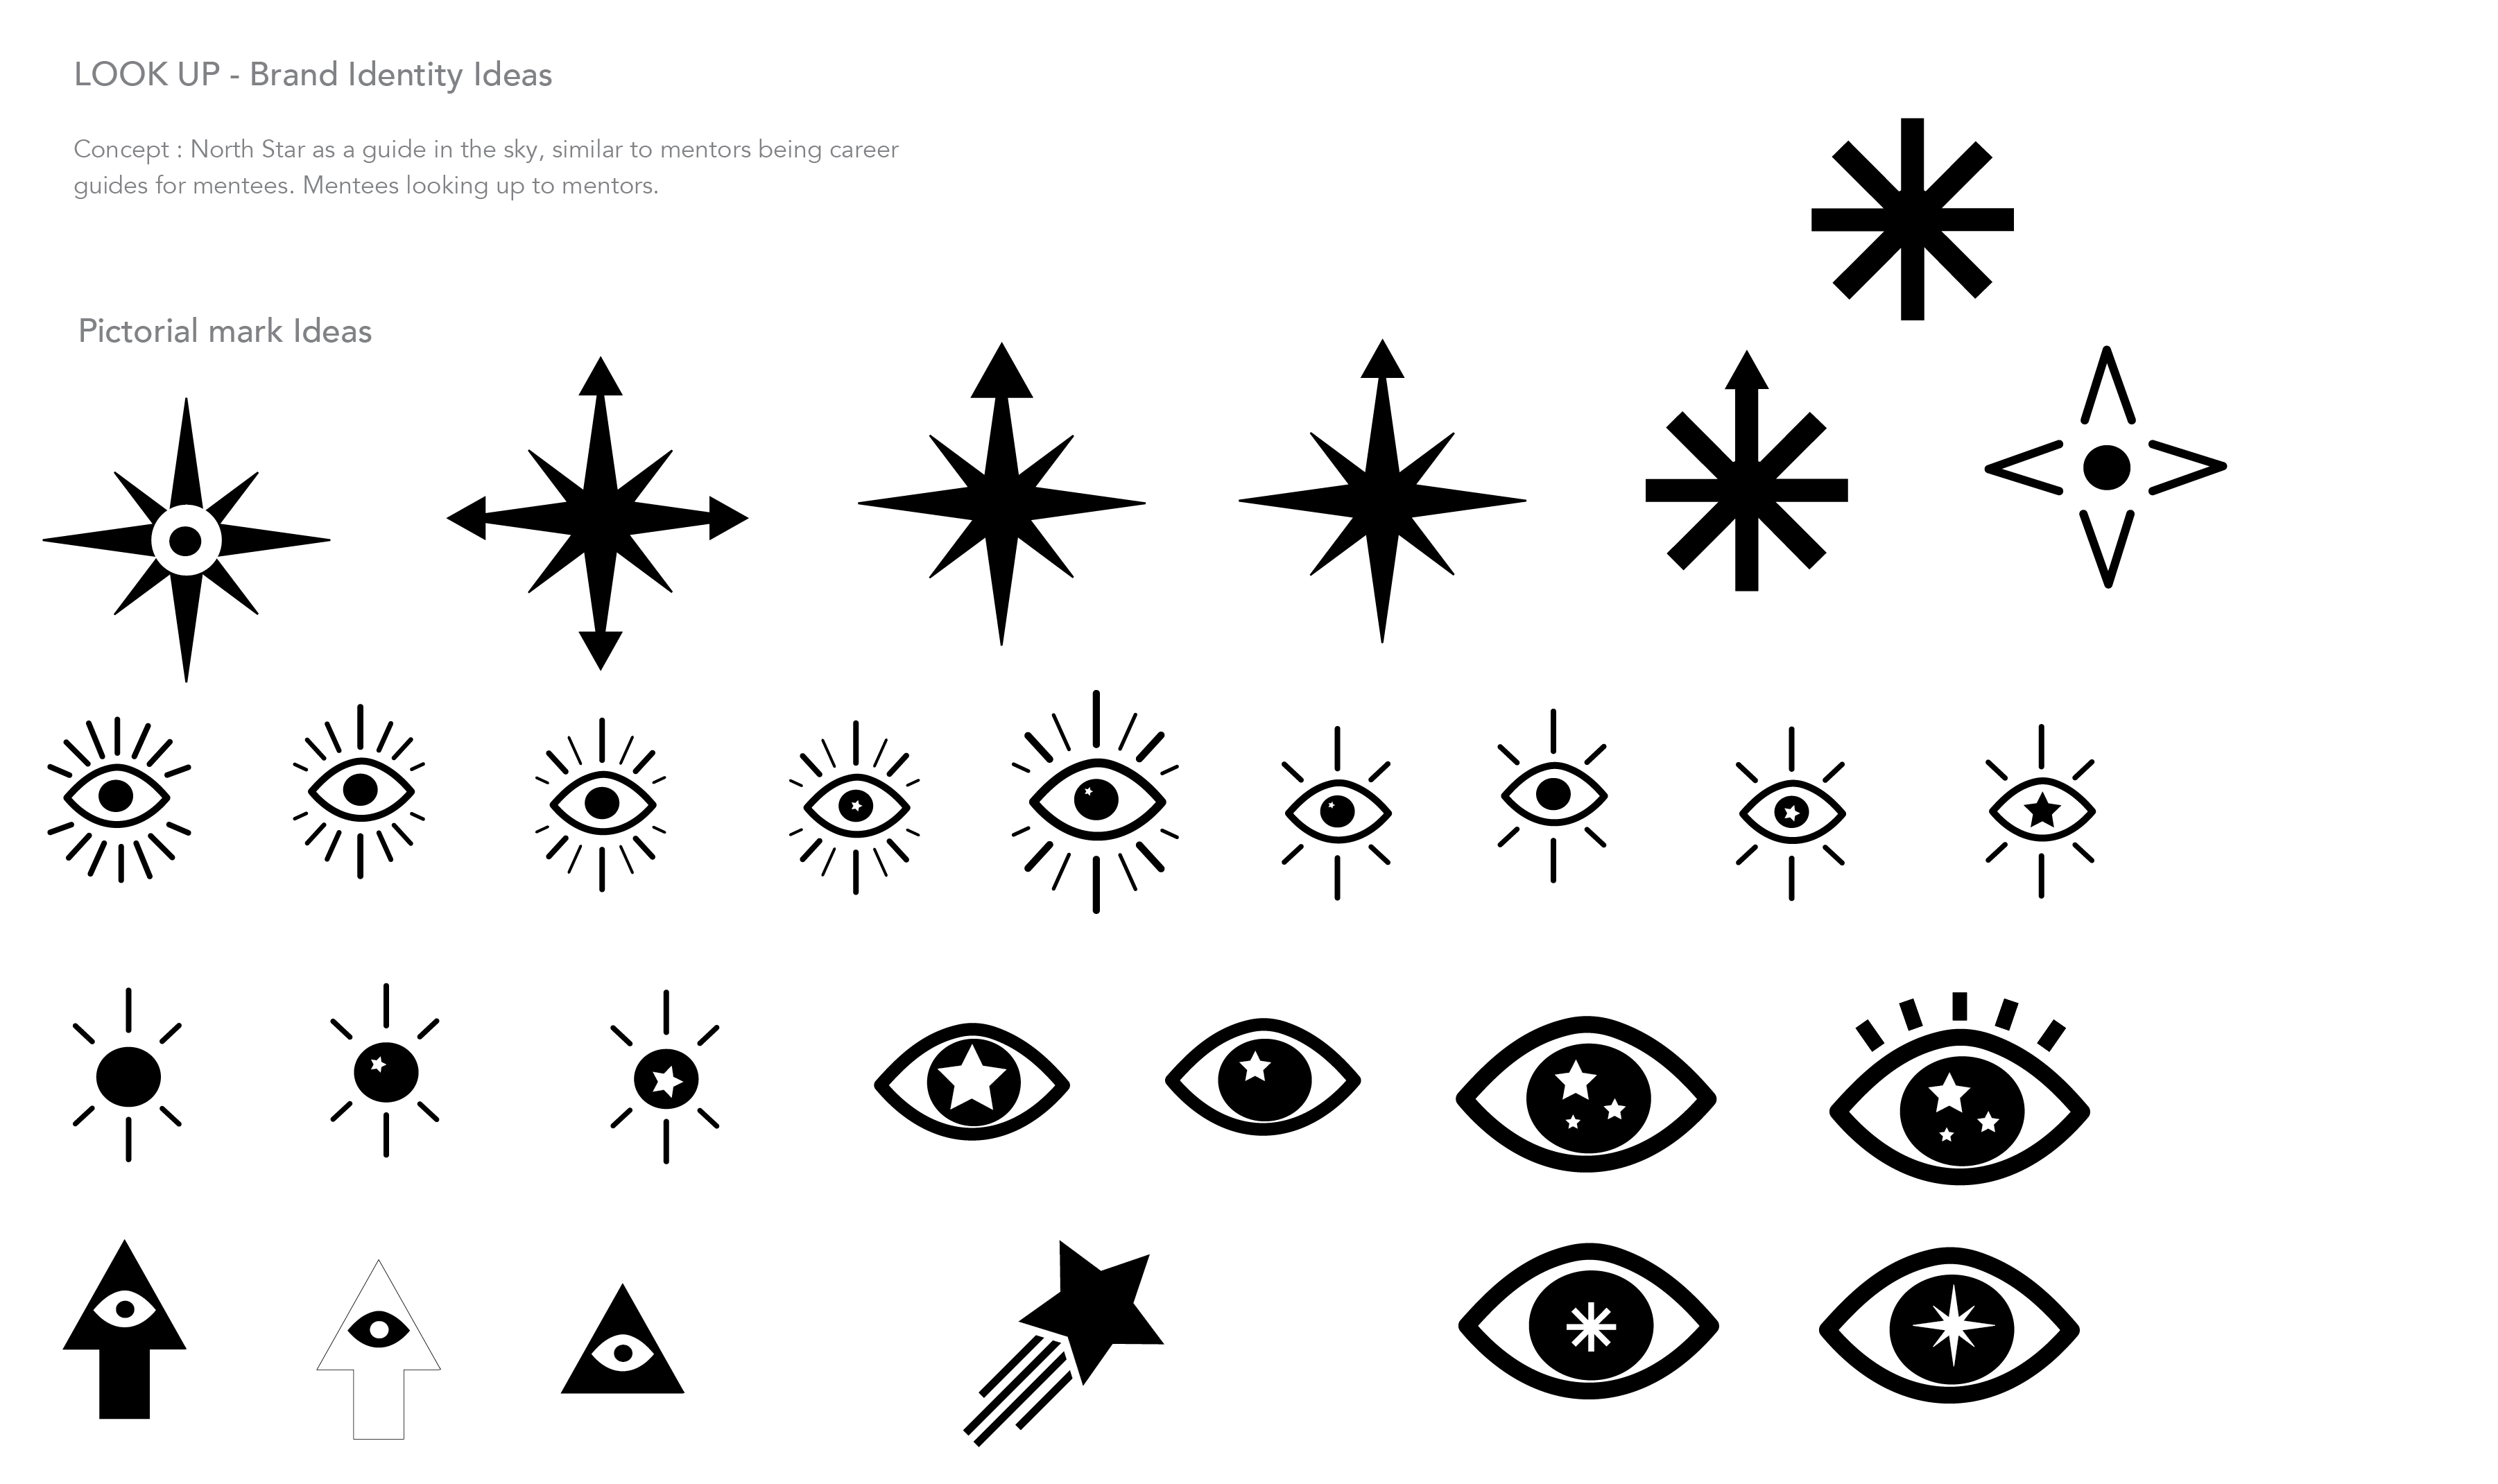 LOOK UP - Brand Identity Ideas
Concept : North Star as a guide in the sky, similar to mentors being career
guides for mentees. Mentees looking up to mentors.
Pictorial mark Ideas